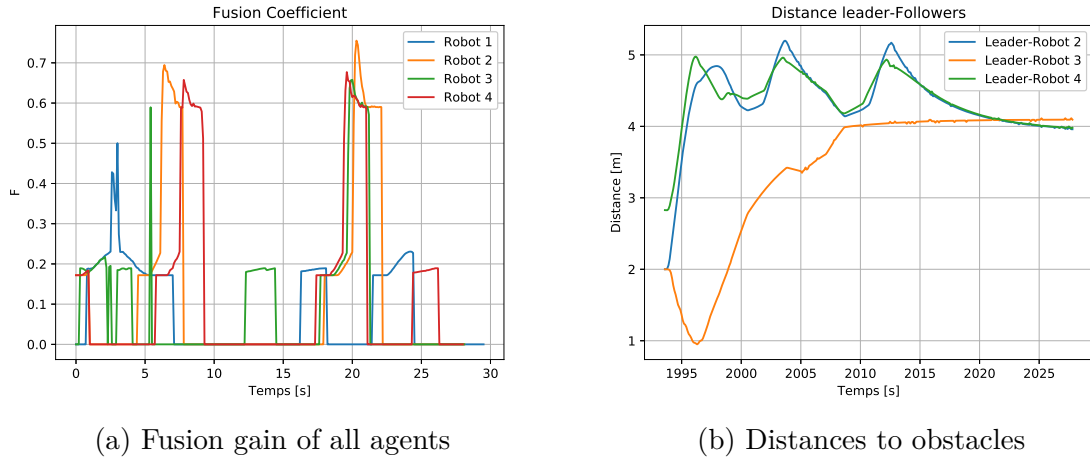 Fusion Coefficient
F
0.7
0.6
0.5
0.4
0.3
0.2
0.1
0.0
0 5 10 15 20 25 30
Temps [s]
Robot 1
Robot 2
Robot 3
Robot 4
(a) Fusion gain of all agents
Distance leader-Followers
Distance [m]
5
4
3
2
1
1995 2000 2005 2010 2015 2020 2025
Temps [s]
Leader-Robot 2
Leader-Robot 3
Leader-Robot 4
(b) Distances to obstacles